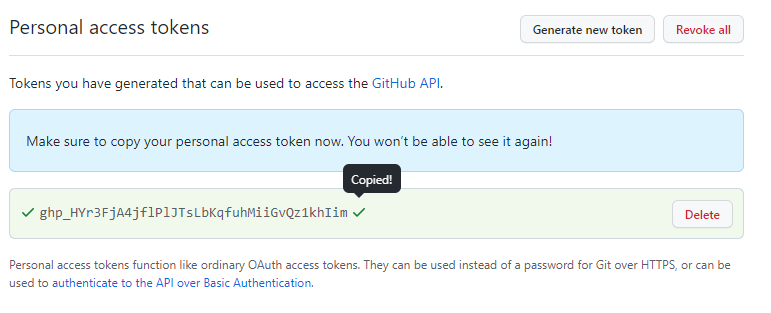 Personal access tokens
Generate new token
Revoke all
Tokens you have generated that can be used to access the GitHub API.
Make sure to copy your personal access token now. You won't be able to see it again!
Copied!
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
Delete
Personal access tokens function like ordinary OAuth access tokens. They can be used instead of a password for Git over HTTPS, or can be
used to authenticate to the API over Basic Authentication.